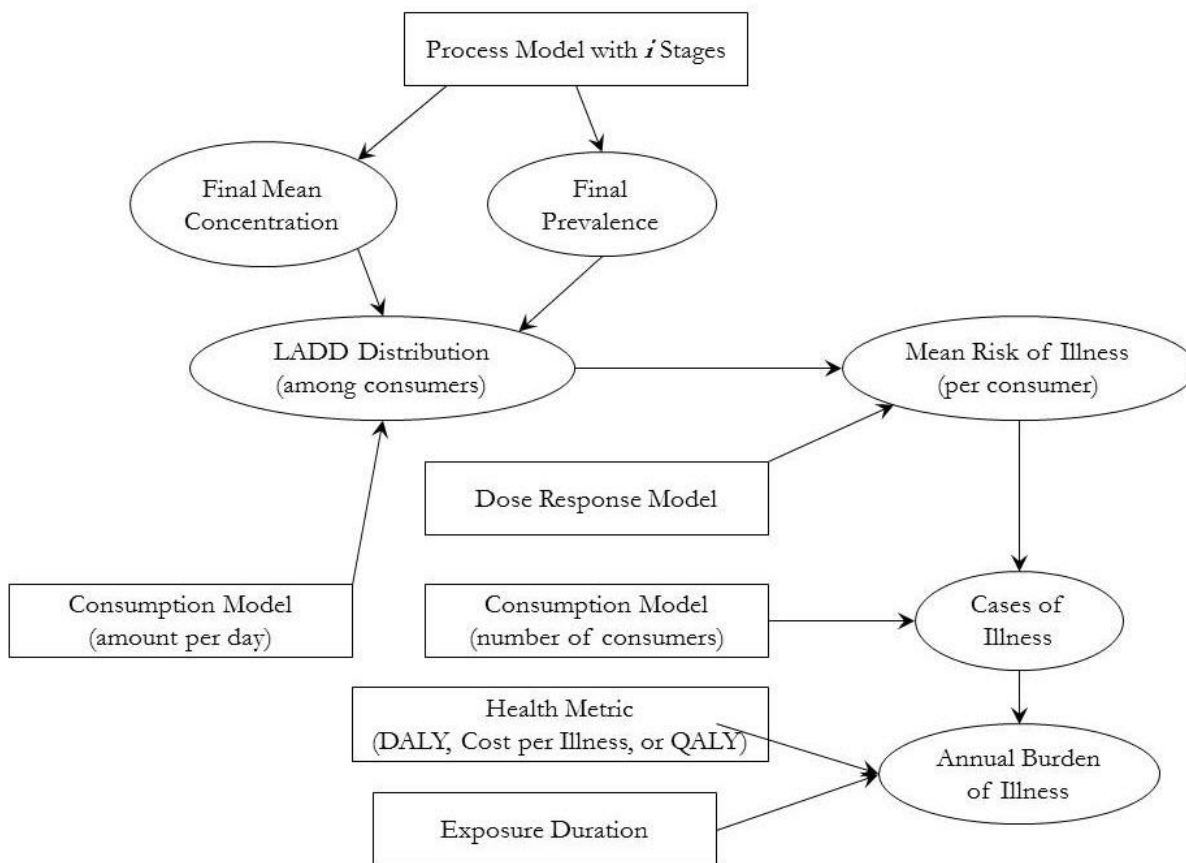 Process Model with i Stages
Final Mean
Concentration
Final
Prevalence
LADD Distribution
(among consumers)
Mean Risk of Illness
(per consumer)
Dose Response Model
Consumption Model
(amount per day)
Consumption Model
(number of consumers)
Cases of
Illness
Health Metric
(DALY, Cost per Illness, or QALY)
Annual Burden
of Illness
Exposure Duration